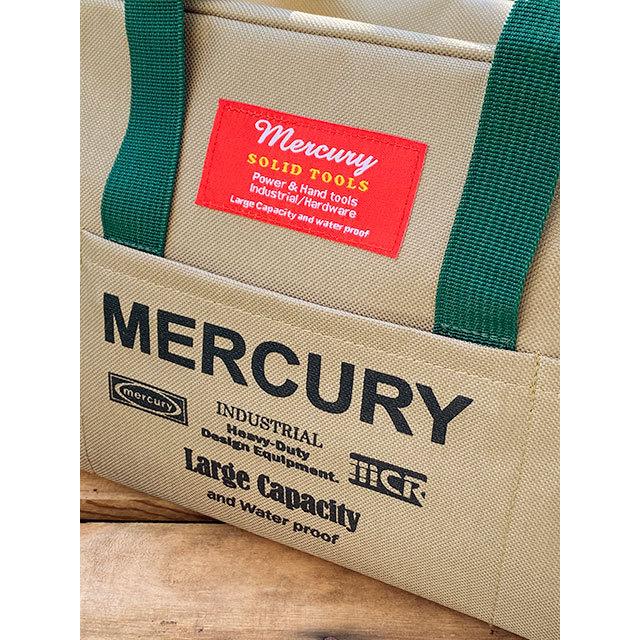 Mercury
SOLID TOOLS
Power & Hand tools
Industrial/Hardware
Large Capacity and water proof
MERCURY
mercury
INDUSTRIAL
Heavy-Duty
Design Equipment.
MCR
Large Capacity
and Water proof